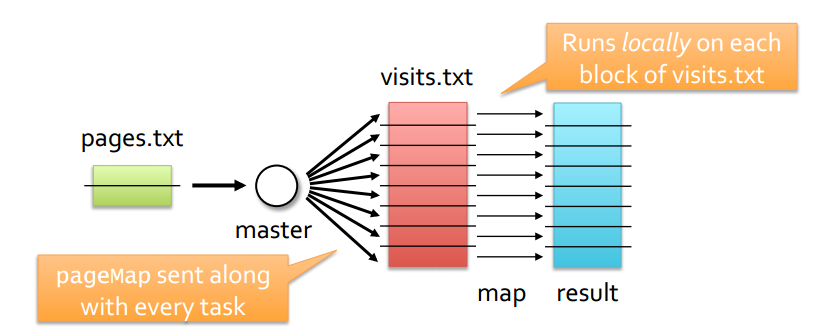 Runs locally on each
block of visits.txt
visits.txt
pages.txt
master
pageMap sent along
with every task
map
result